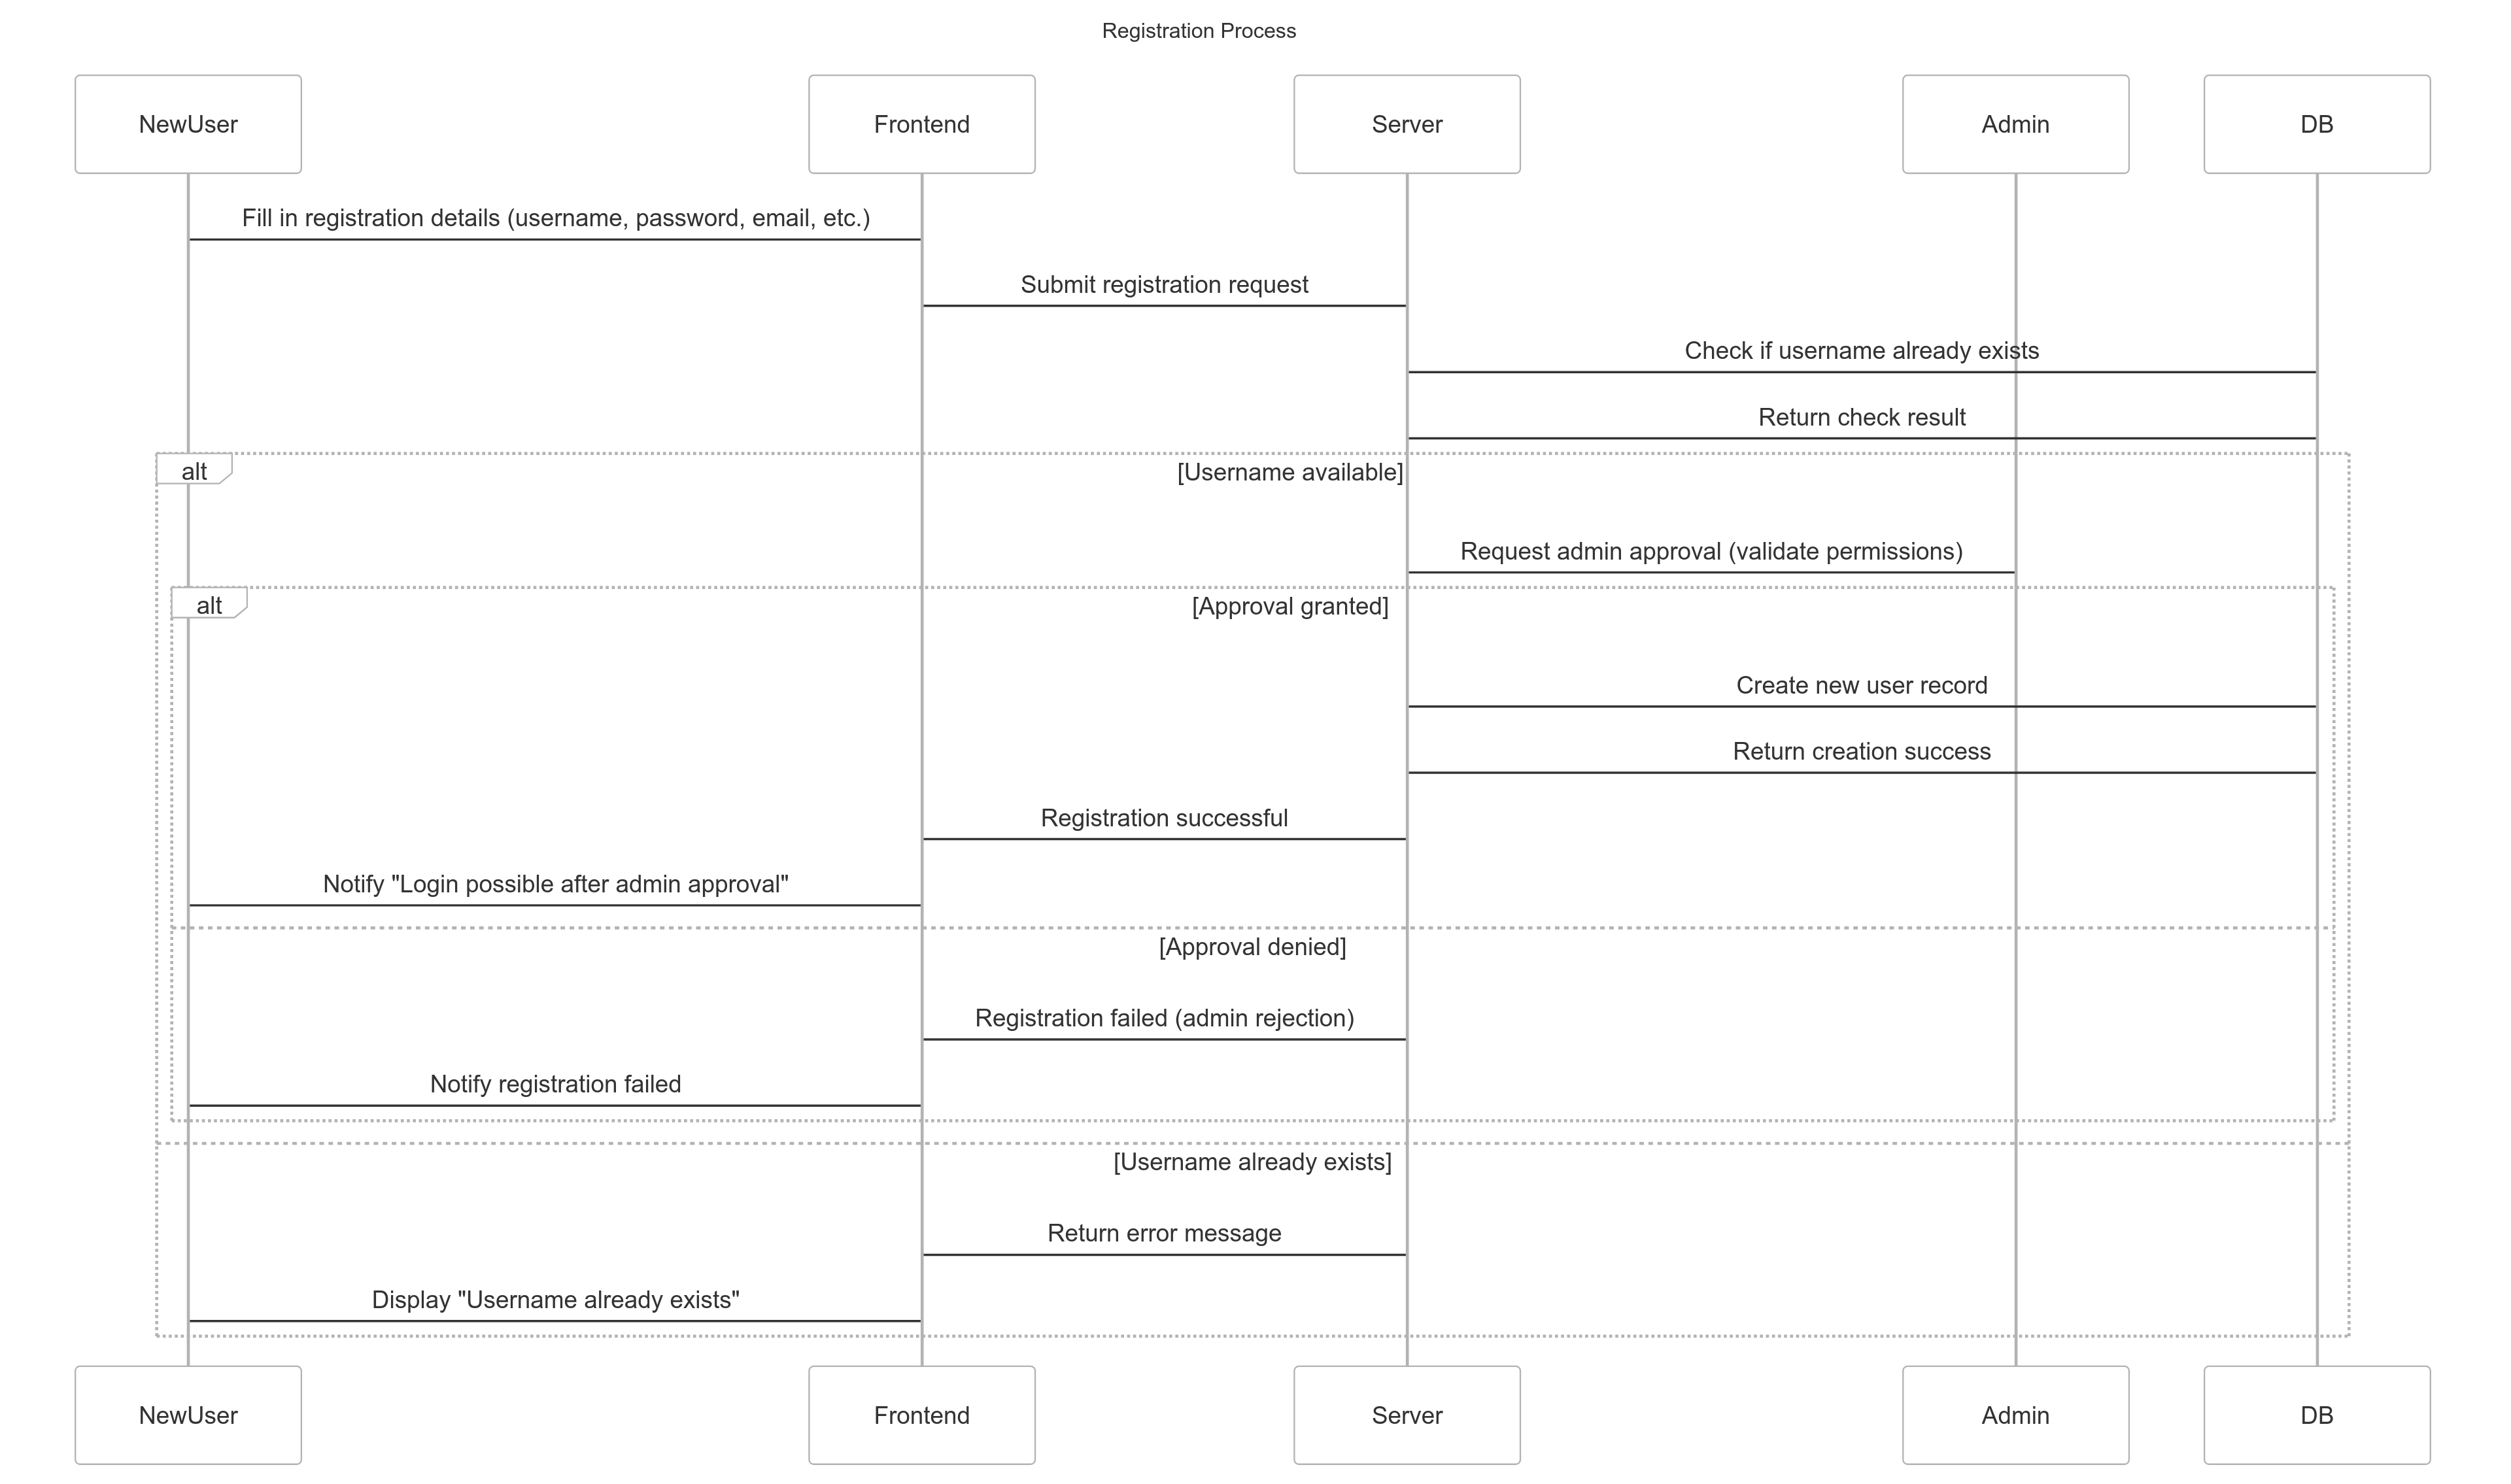 Registration Process
NewUser
Frontend
Server
Admin
DB
Fill in registration details (username, password, email, etc.)
Submit registration request
Check if username already exists
Return check result
alt
[Username available]
Request admin approval (validate permissions)
alt
[Approval granted]
Create new user record
Return creation success
Registration successful
Notify "Login possible after admin approval"
[Approval denied]
Registration failed (admin rejection)
Notify registration failed
[Username already exists]
Return error message
Display "Username already exists"
NewUser
Frontend
Server
Admin
DB